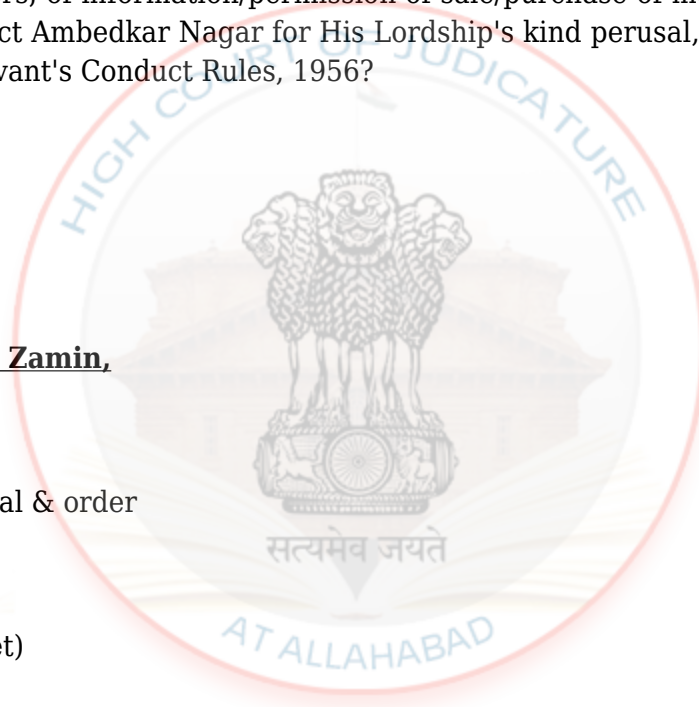 ct Ambedkar Nagar for His Lordship's kind perusal,
vant's Conduct Rules, 1956?
HIGH COURT OF JUDICATURE
Zamin,
al & order
सत्यमेव जयते
et)
AT ALLAHABAD